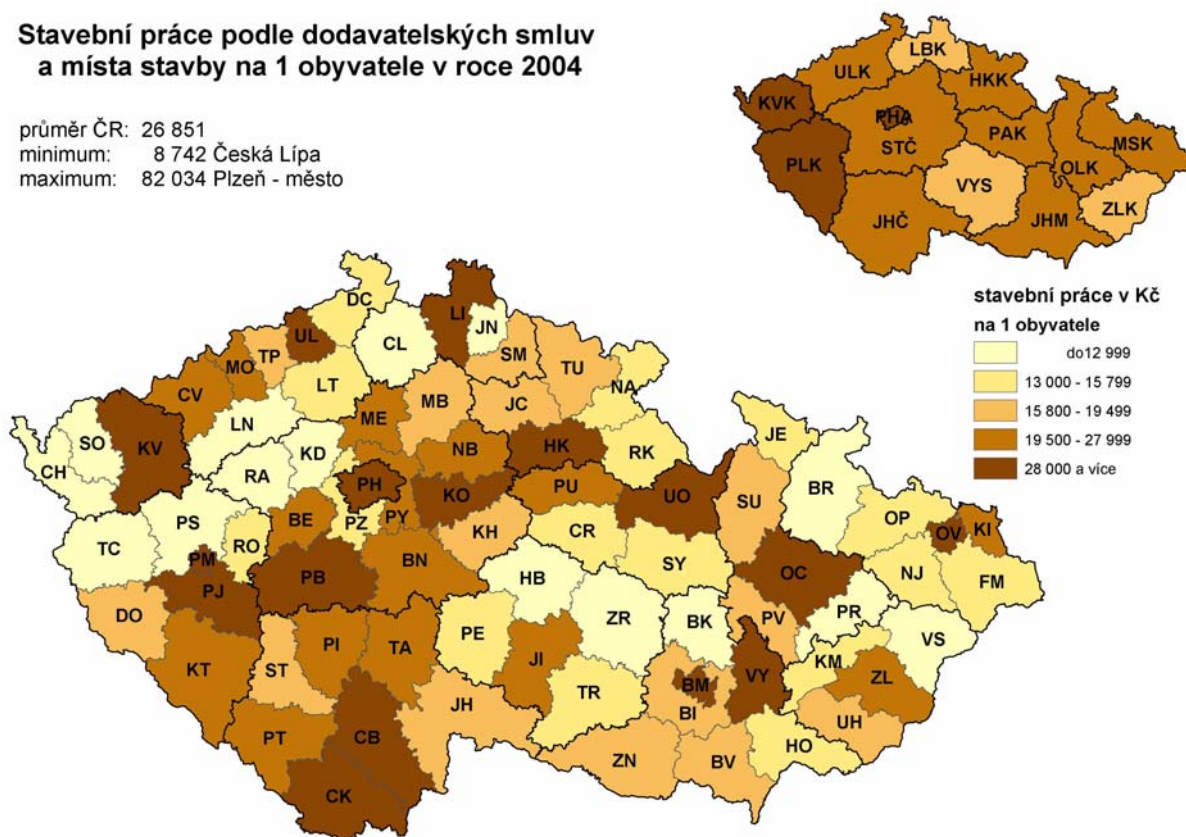 Stavební práce podle dodavatelských smluv
a místa stavby na 1 obyvatele v roce 2004
průměr ČR: 26 851
minimum: 8 742 Česká Lípa
maximum: 82 034 Plzeň - město
LBK
ULK
HKK
KVK
PHA
PAK
STČ
MSK
PLK
OLK
VYS
ZLK
JHČ
JHM
stavební práce v Kč
na 1 obyvatele
do12 999
13 000 - 15 799
15 800 - 19 499
19 500 - 27 999
28 000 a více
DC
LI
JN
UL
CL
TP
SM
MO
TU
LT
NA
CV
ME
MB
JC
LN
SO
KV
KD
NB
HK
RK
JE
CH
RA
PH
KO
PU
UO
SU
BR
PS
BE
PZ
PY
CR
OP
RO
KH
OV
KI
TC
PM
BN
SY
OC
PJ
PB
HB
NJ
FM
DO
ZR
BK
PV
PR
VS
PI
TA
PE
KT
ST
JI
KM
BM
VY
ZL
TR
JH
BI
UH
PT
CB
HO
ZN
BV
CK